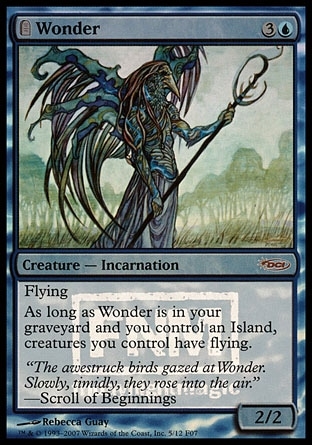 Wonder 3
Creature — Incarnation
DCI
Flying
As long as Wonder is in your
graveyard and you control an Island,
creatures you control have flying.
FNM
"The awestruck birds gazed at Wonder.
Slowly, timidly, they rose into the air."
—Scroll of Beginnings
Rebecca Guay
2/2
™ & © 1993–2007 Wizards of the Coast, Inc. 5/12 F07